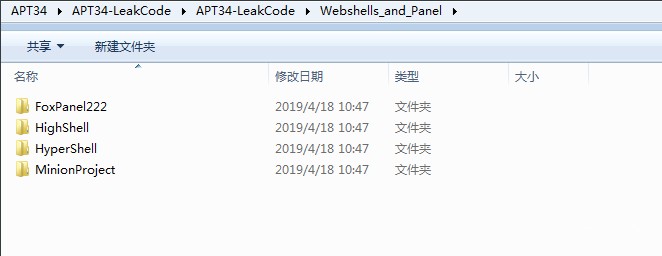 APT34 ▸ APT34-LeakCode ▸ APT34-LeakCode ▸ Webshells_and_Panel ▸
共享 ▼ 新建文件夹
名称 修改日期 类型 大小
FoxPanel222 2019/4/18 10:47 文件夹
HighShell 2019/4/18 10:47 文件夹
HyperShell 2019/4/18 10:47 文件夹
MinionProject 2019/4/18 10:47 文件夹